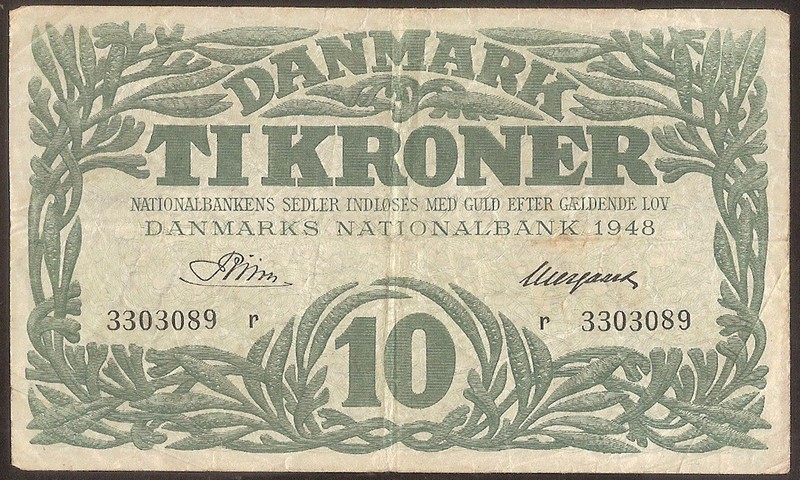 DANMARK
TI KRONER
NATIONALBANKENS SEDLER INDLØSES MED GULD EFTER GÆLDENDE LOV
DANMARKS NATIONALBANK 1948
3303089 r r 3303089
10